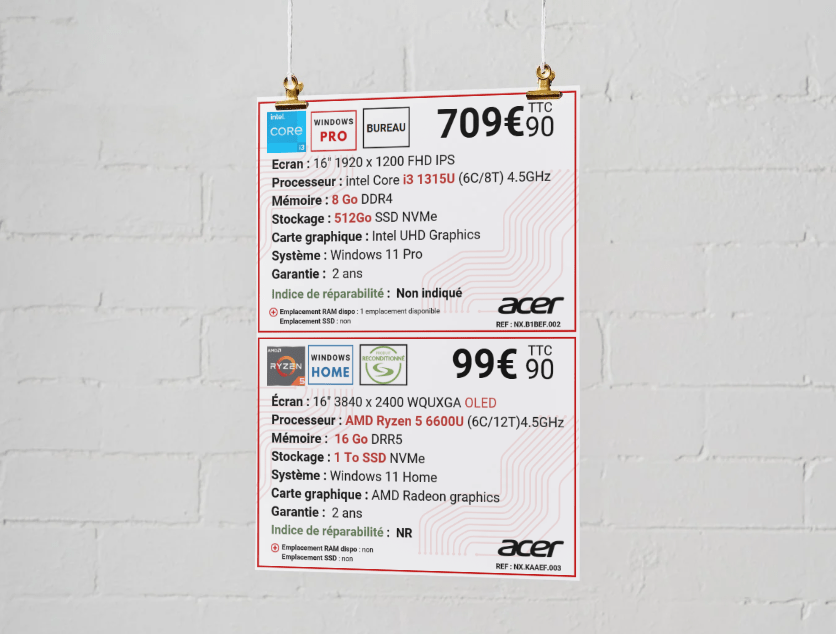 intel
CORE
i3
WINDOWS
PRO
BUREAU
709€
TTC
90
Ecran : 16" 1920 x 1200 FHD IPS
Processeur : intel Core i3 1315U (6C/8T) 4.5GHz
Mémoire : 8 Go DDR4
Stockage : 512Go SSD NVMe
Carte graphique : Intel UHD Graphics
Système : Windows 11 Pro
Garantie : 2 ans
Indice de réparabilité : Non indiqué
Emplacement RAM dispo : 1 emplacement disponible
Emplacement SSD : non
acer
REF : NX.B1BEF.002
AMD
RYZEN
5
WINDOWS
HOME
RECONDITIONNÉ
99€
TTC
90
Écran : 16" 3840 x 2400 WQUXGA OLED
Processeur : AMD Ryzen 5 6600U (6C/12T)4.5GHz
Mémoire : 16 Go DRR5
Stockage : 1 To SSD NVMe
Système : Windows 11 Home
Carte graphique : AMD Radeon graphics
Garantie : 2 ans
Indice de réparabilité : NR
Emplacement RAM dispo : non
Emplacement SSD : non
acer
REF : NX.KAAEF.003